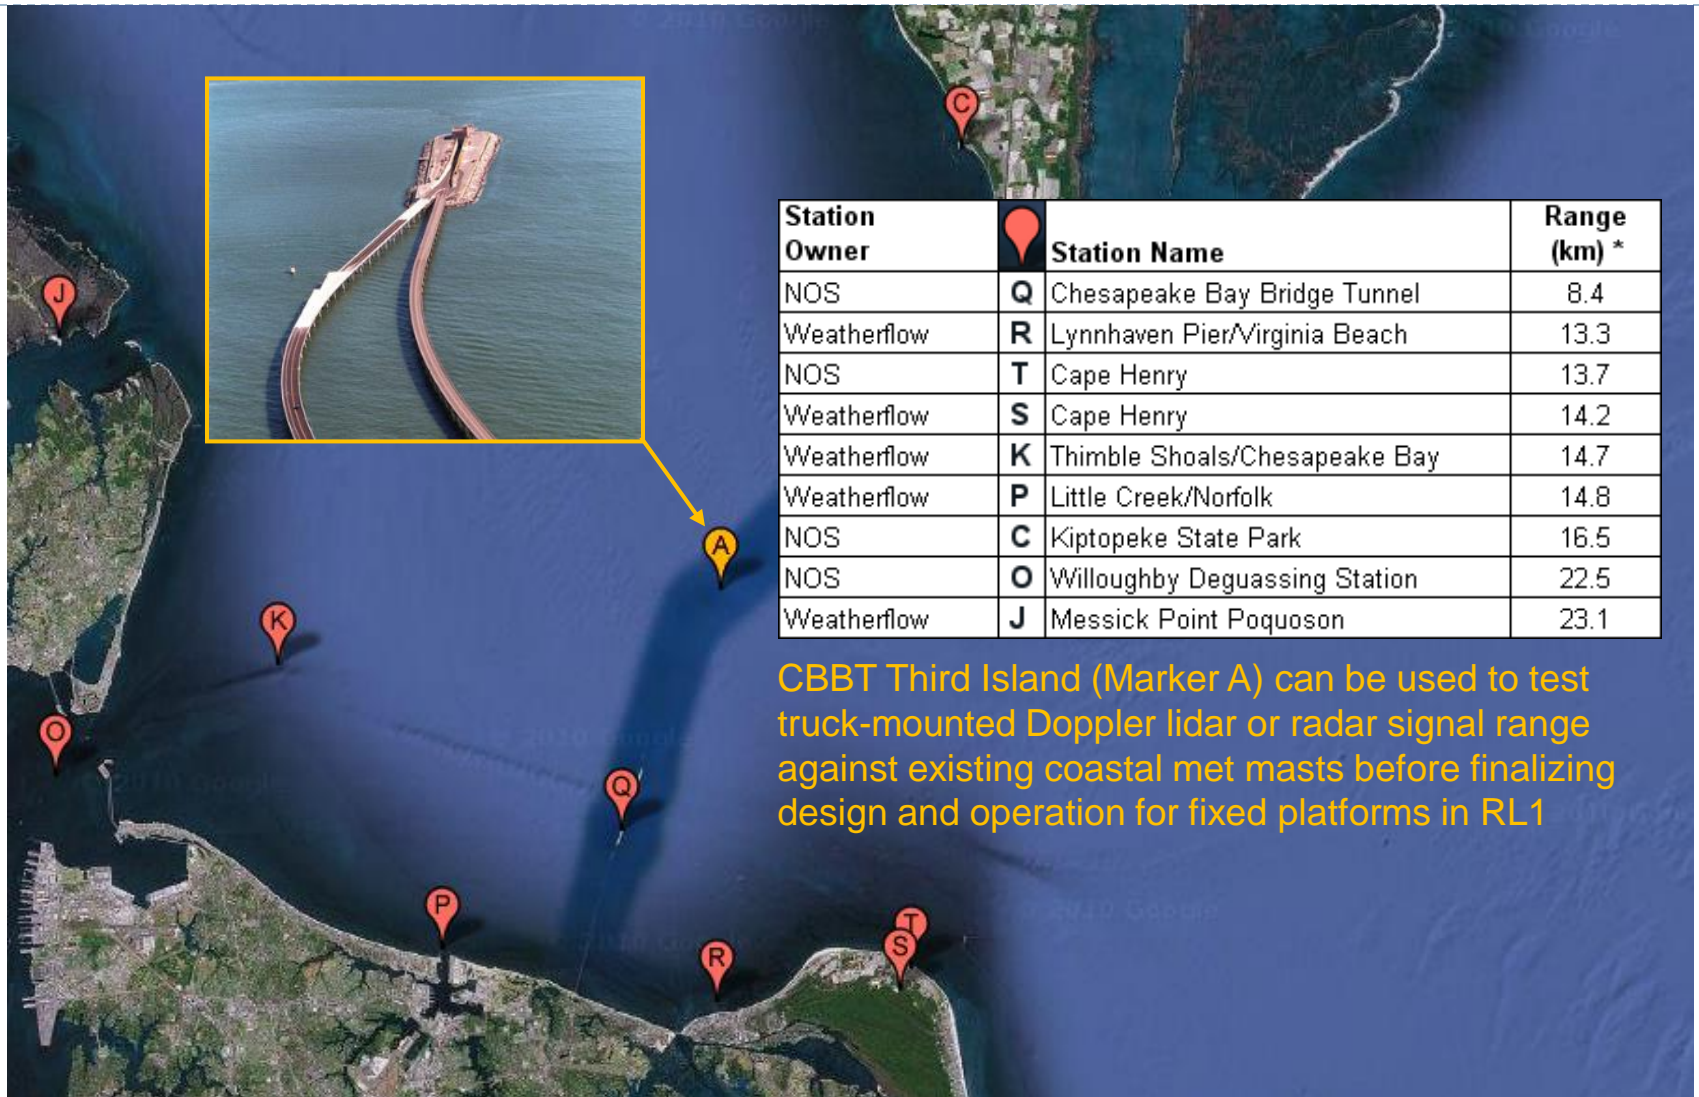 © 2010 Google
C
J
Station Owner Station Name Range (km) *
NOS Q Chesapeake Bay Bridge Tunnel 8.4
Weatherflow R Lynnhaven Pier/Virginia Beach 13.3
NOS T Cape Henry 13.7
Weatherflow S Cape Henry 14.2
Weatherflow K Thimble Shoals/Chesapeake Bay 14.7
Weatherflow P Little Creek/Norfolk 14.8
NOS C Kiptopeke State Park 16.5
NOS O Willoughby Deguassing Station 22.5
Weatherflow J Messick Point Poquoson 23.1
A
K
CBBT Third Island (Marker A) can be used to test
truck-mounted Doppler lidar or radar signal range
against existing coastal met masts before finalizing
design and operation for fixed platforms in RL1
O
Q
P
© 2010 Google
T
S
R